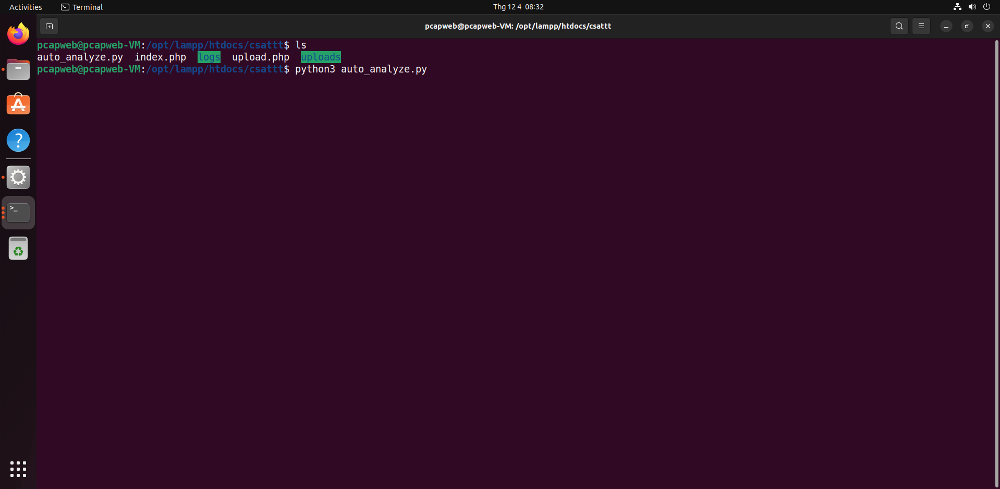 Activities Terminal Thg 12 4 08:32
pcapweb@pcapweb-VM: /opt/lampp/htdocs/csattt
pcapweb@pcapweb-VM:/opt/lampp/htdocs/csattt$ ls
auto_analyze.py index.php logs upload.php uploads
pcapweb@pcapweb-VM:/opt/lampp/htdocs/csattt$ python3 auto_analyze.py